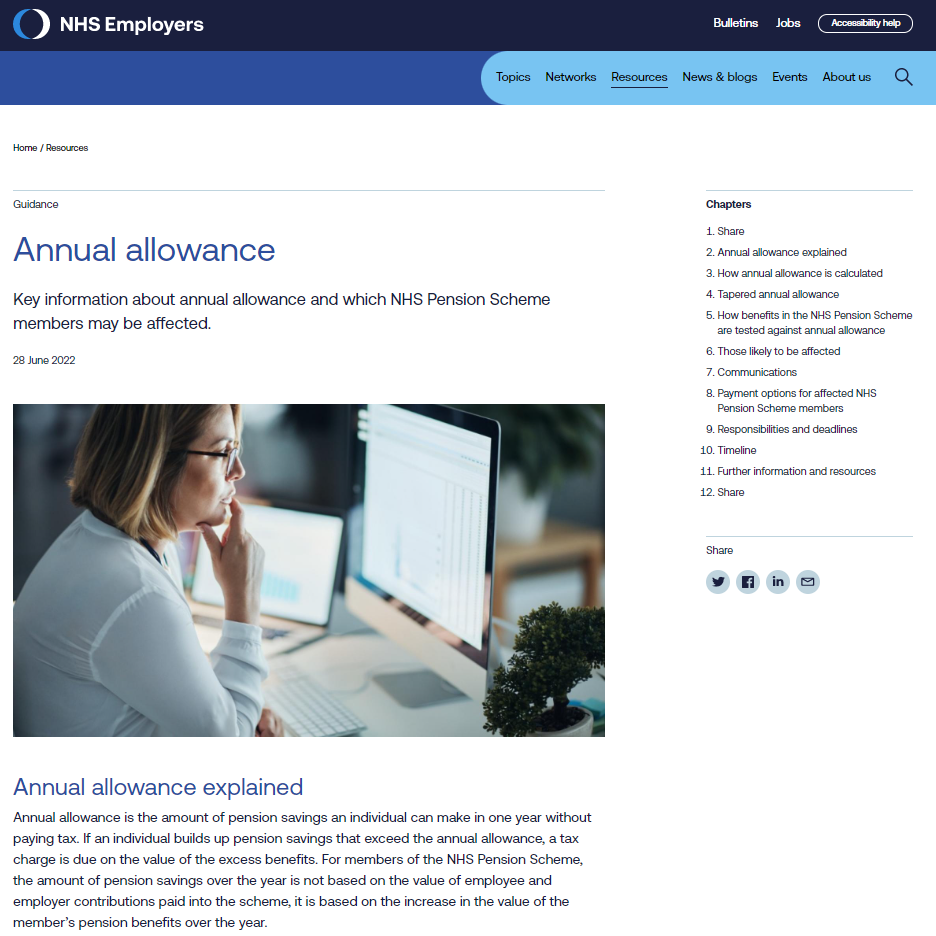 NHS Employers
Bulletins
Jobs
Accessibility help
Topics
Networks
Resources
News & blogs
Events
About us
Home / Resources
Guidance
Annual allowance
Key information about annual allowance and which NHS Pension Scheme
members may be affected.
28 June 2022
Annual allowance explained
Annual allowance is the amount of pension savings an individual can make in one year without
paying tax. If an individual builds up pension savings that exceed the annual allowance, a tax
charge is due on the value of the excess benefits. For members of the NHS Pension Scheme,
the amount of pension savings over the year is not based on the value of employee and
employer contributions paid into the scheme, it is based on the increase in the value of the
member’s pension benefits over the year.
Chapters
1. Share
2. Annual allowance explained
3. How annual allowance is calculated
4. Tapered annual allowance
5. How benefits in the NHS Pension Scheme
are tested against annual allowance
6. Those likely to be affected
7. Communications
8. Payment options for affected NHS
Pension Scheme members
9. Responsibilities and deadlines
10. Timeline
11. Further information and resources
12. Share
Share